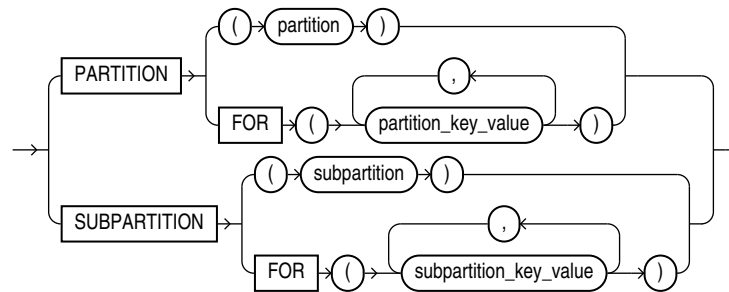 ( partition )
PARTITION
,
FOR ( partition_key_value )
( subpartition )
SUBPARTITION
,
FOR ( subpartition_key_value )